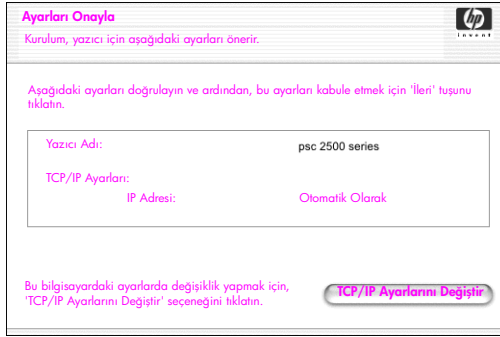 Ayarları Onayla
Kurulum, yazıcı için aşağıdaki ayarları önerir.
hp
invent
Aşağıdaki ayarları doğrulayın ve ardından, bu ayarları kabule etmek için 'İleri' tuşunu
tıklatın.
Yazıcı Adı: psc 2500 series
TCP/IP Ayarları:
IP Adresi: Otomatik Olarak
Bu bilgisayardaki ayarlarda değişiklik yapmak için,
'TCP/IP Ayarlarını Değiştir' seçeneğini tıklatın.
TCP/IP Ayarlarını Değiştir